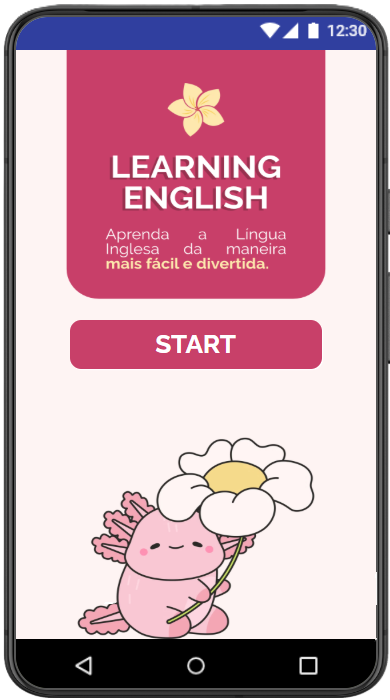 12:30
LEARNING
ENGLISH
Aprenda a Língua
Inglesa da maneira
mais fácil e divertida.
START